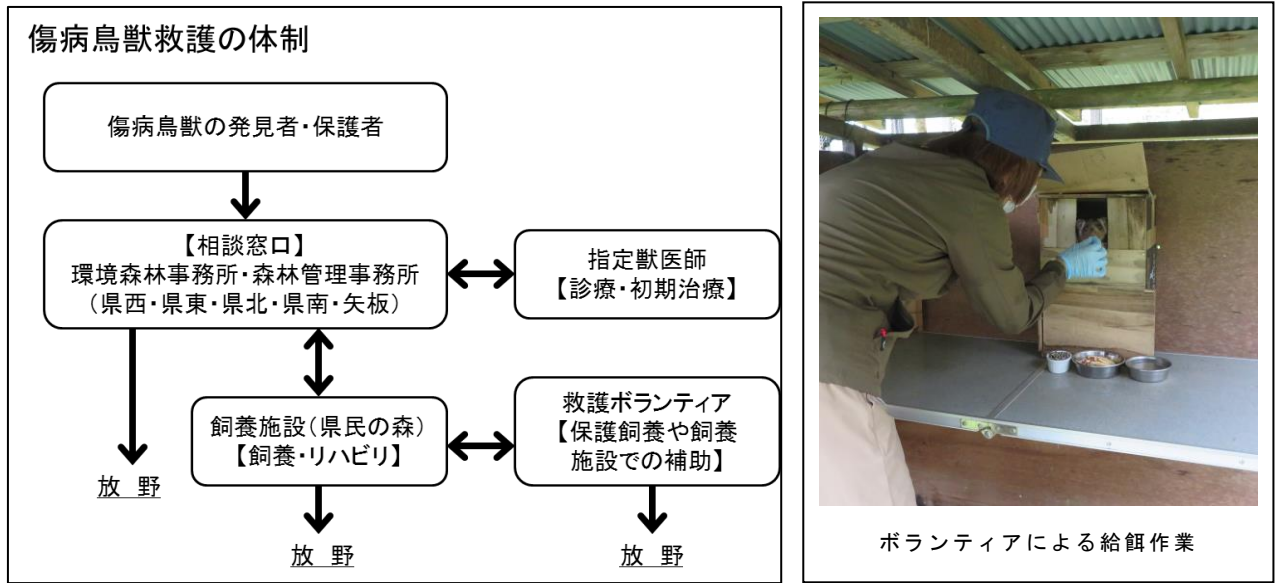 傷病鳥獣救護の体制
傷病鳥獣の発見者・保護者
【相談窓口】
環境森林事務所・森林管理事務所
（県西・県東・県北・県南・矢板）
指定獣医師
【診療・初期治療】
飼養施設（県民の森）
【飼養・リハビリ】
救護ボランティア
【保護飼養や飼養
施設での補助】
放 野
放 野
放 野
ボランティアによる給餌作業